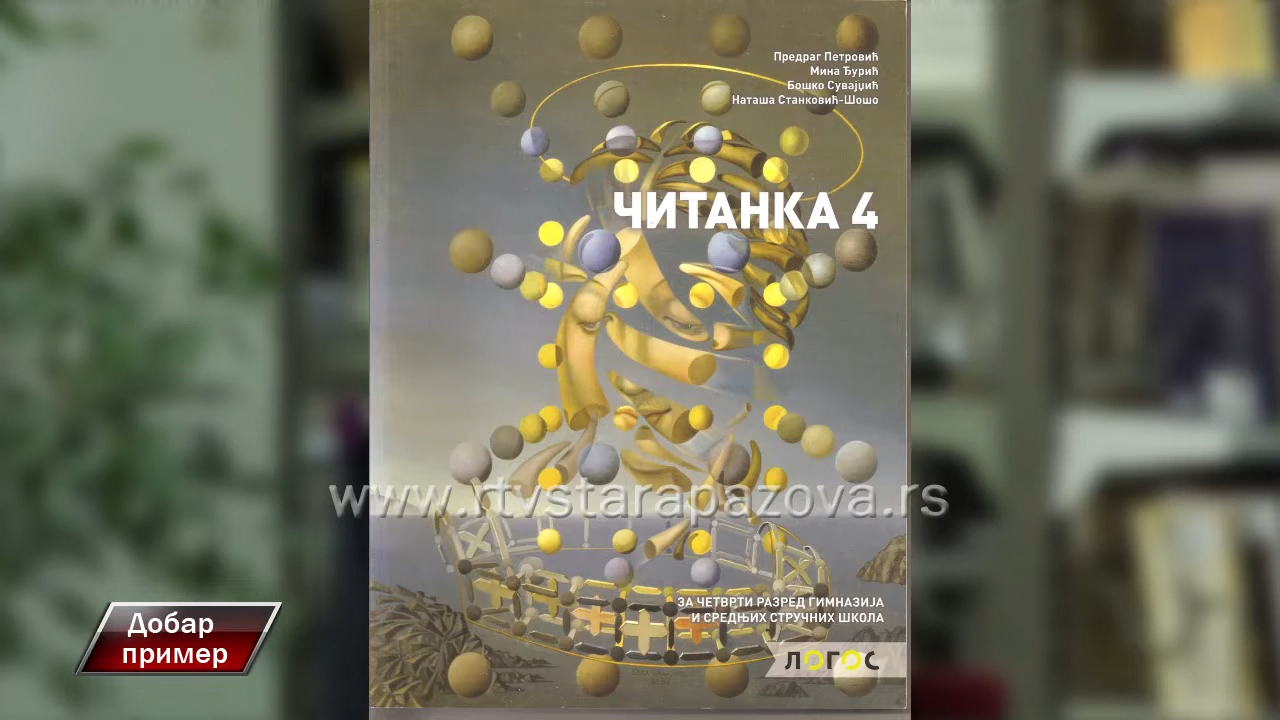 Предраг Петровић
Мина Ђурић
Бошко Сувајџић
Наташа Станковић-Шошо
ЧИТАНКА 4
www.rtvstarapazova.rs
ЗА ЧЕТВРТИ РАЗРЕД ГИМНАЗИЈА
И СРЕДЊИХ СТРУЧНИХ ШКОЛА
Добар
пример
ЛОГОС